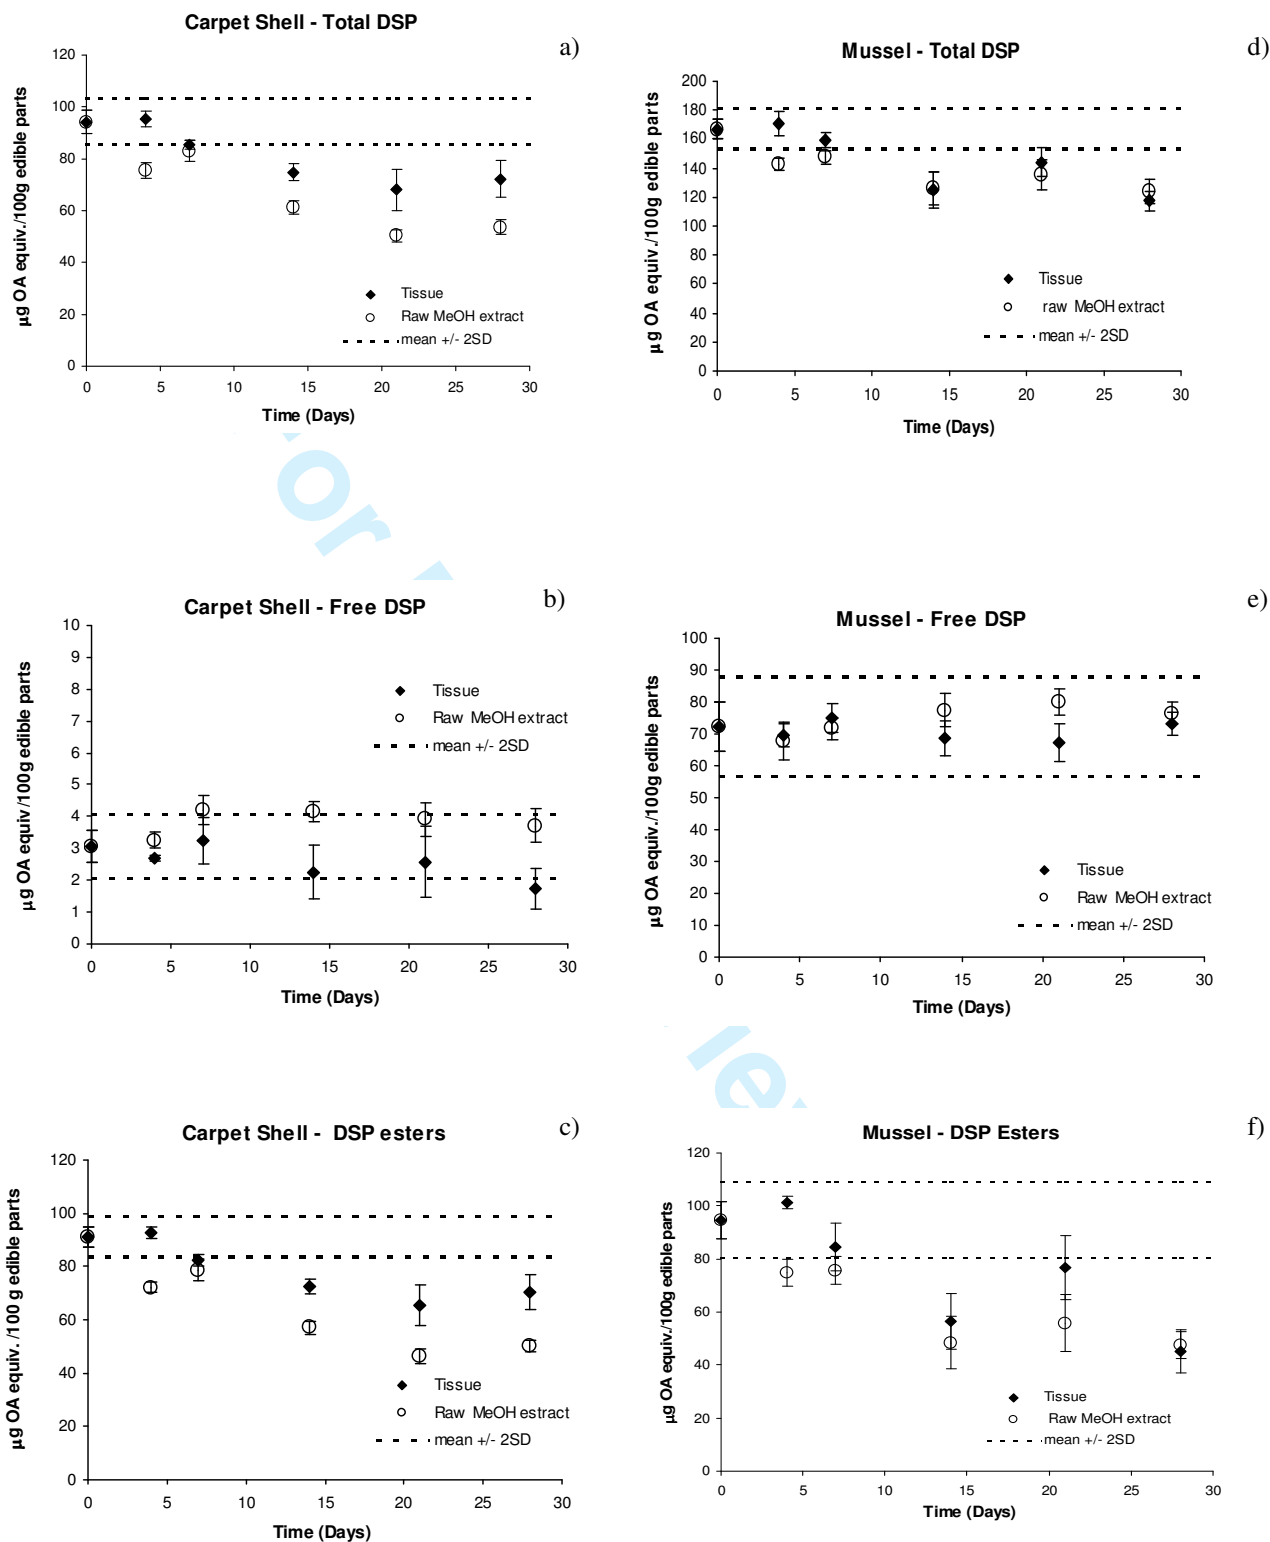 Carpet Shell - Total DSP
a)
120
100
80
60
40
20
0
µg OA equiv./100g edible parts
Tissue
Raw MeOH extract
mean +/- 2SD
0 5 10 15 20 25 30
Time (Days)
Mussel - Total DSP
d)
200
180
160
140
120
100
80
60
40
20
0
µg OA equiv./100g edible parts
Tissue
raw MeOH extract
mean +/- 2SD
0 5 10 15 20 25 30
Time (Days)
or
Carpet Shell - Free DSP
b)
10
9
8
7
6
5
4
3
2
1
0
µg OA equiv/100g edible parts
Tissue
Raw MeOH extract
mean +/- 2SD
0 5 10 15 20 25 30
Time (Days)
Mussel - Free DSP
e)
100
90
80
70
60
50
40
30
20
10
0
µg OA equiv./100g edible parts
Tissue
Raw MeOH extract
mean +/- 2SD
0 5 10 15 20 25 30
Time (Days)
Carpet Shell - DSP esters
c)
120
100
80
60
40
20
0
µg OA equiv. /100 g edible parts
Tissue
Raw MeOH estract
mean +/- 2SD
0 5 10 15 20 25 30
Time (Days)
Mussel - DSP Esters
f)
120
100
80
60
40
20
0
µg OA equiv./100g edible parts
Tissue
Raw MeOH extract
mean +/- 2SD
0 5 10 15 20 25 30
Time (Days)